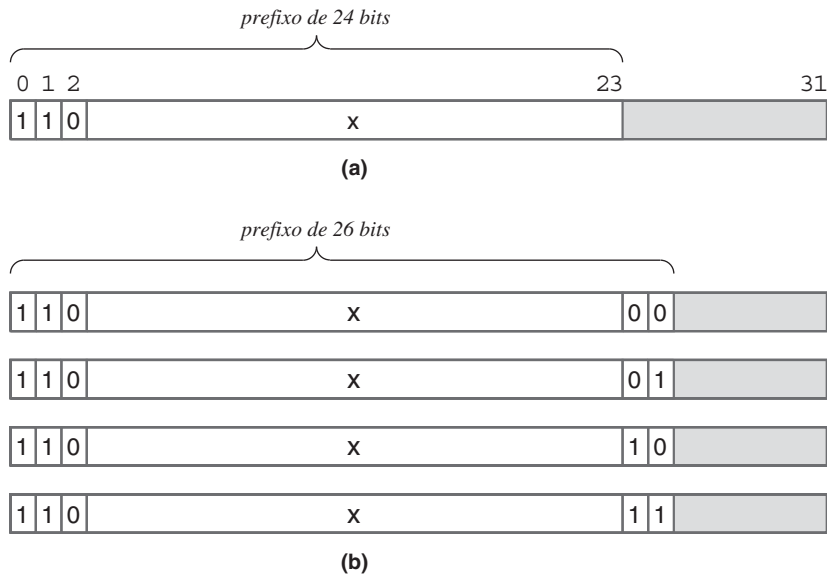 prefixo de 24 bits
0 1 2 23 31
1 1 0 x
(a)
prefixo de 26 bits
1 1 0 x 0 0
1 1 0 x 0 1
1 1 0 x 1 0
1 1 0 x 1 1
(b)